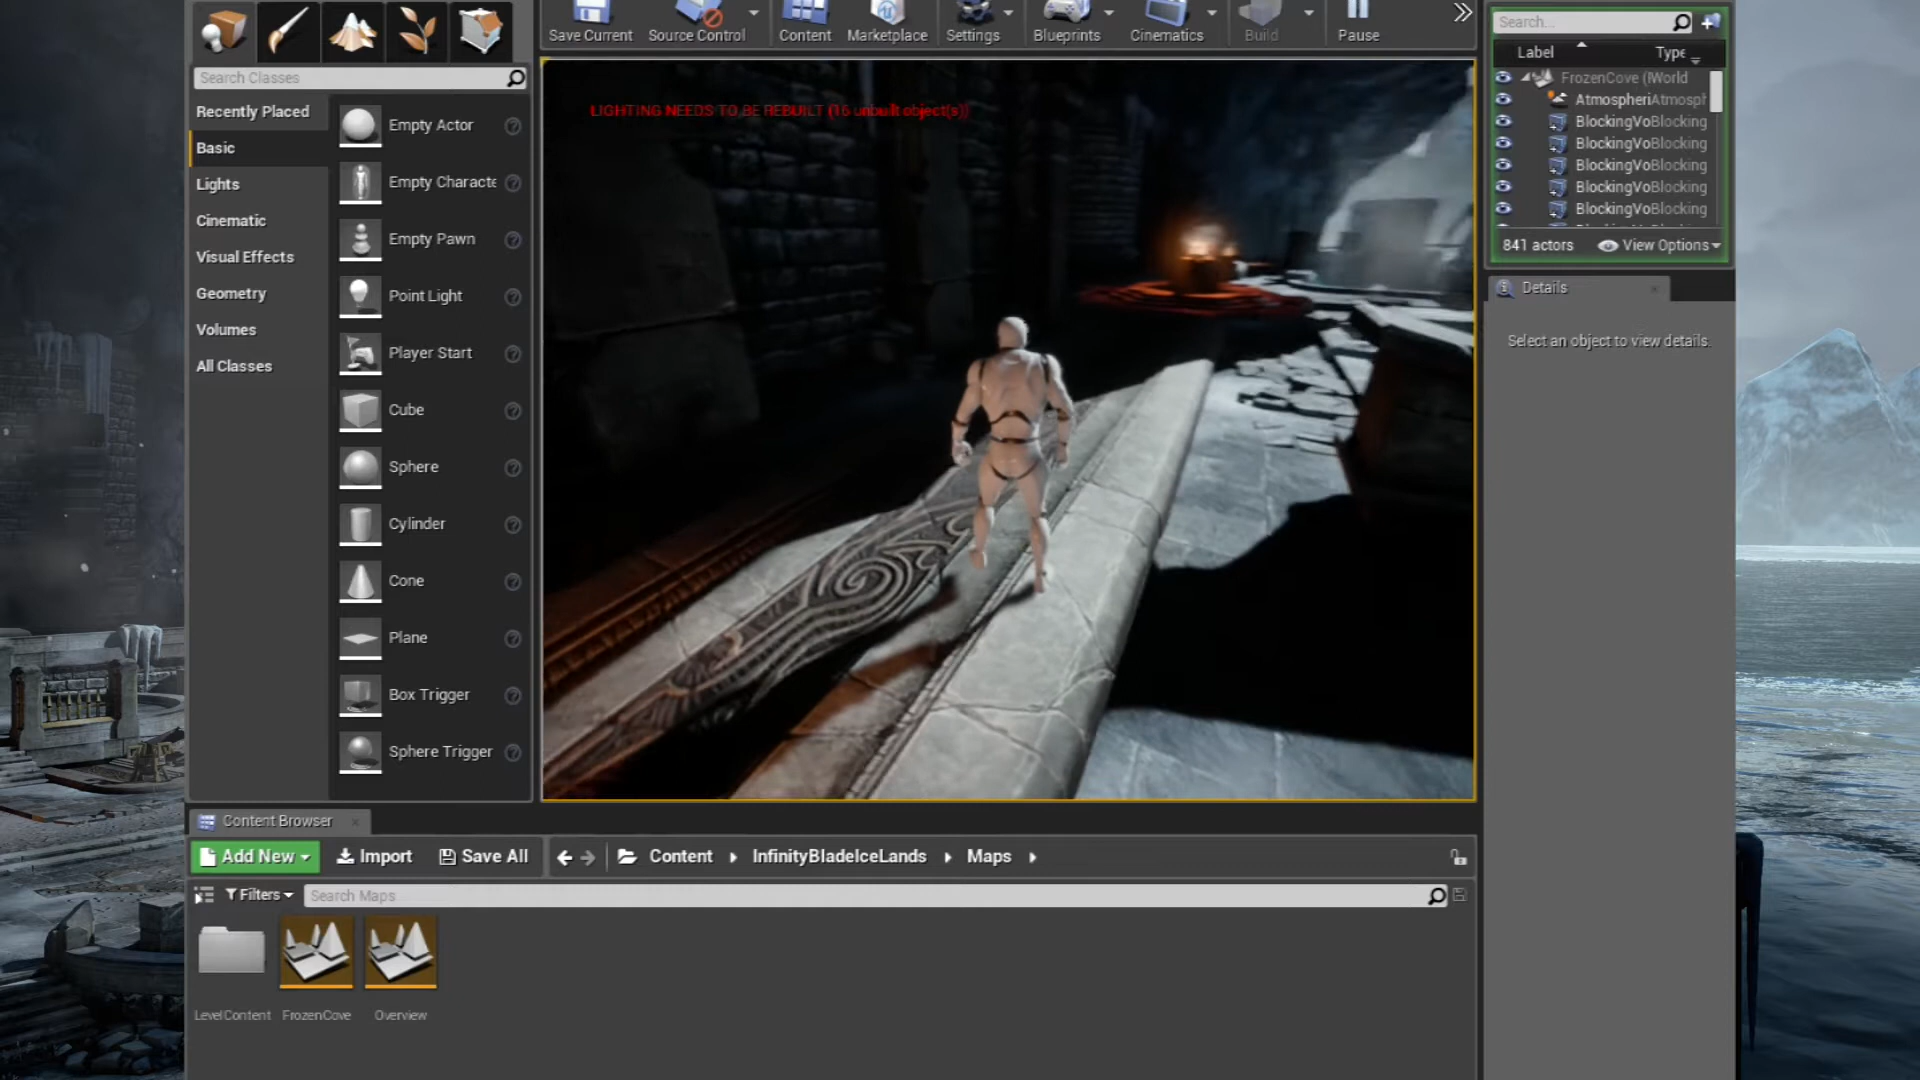 Save Current
Source Control
Content
Marketplace
Settings
Blueprints
Cinematics
Build
Pause
Search Classes
Recently Placed
Basic
Lights
Cinematic
Visual Effects
Geometry
Volumes
All Classes
Empty Actor
Empty Characte
Empty Pawn
Point Light
Player Start
Cube
Sphere
Cylinder
Cone
Plane
Box Trigger
Sphere Trigger
LIGHTING NEEDS TO BE REBUILT (16 unbuilt object(s))
Search...
Label Type
FrozenCove (World
AtmospheriAtmosph
BlockingVoBlocking
BlockingVoBlocking
BlockingVoBlocking
BlockingVoBlocking
BlockingVoBlocking
841 actors View Options
Details
Select an object to view details.
Content Browser
Add New Import Save All Content InfinityBladeIceLands Maps
Filters Search Maps
LevelContent FrozenCove Overview